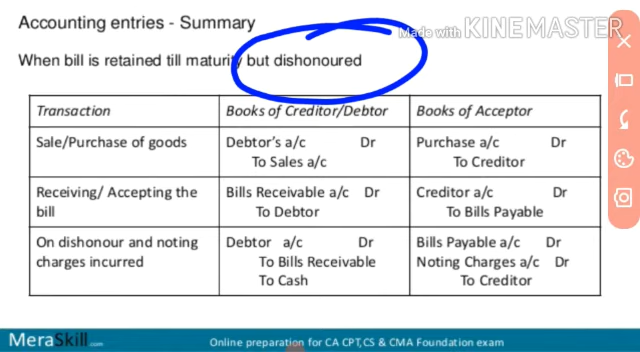 Accounting entries - Summary
Made with KINEMASTER
When bill is retained till maturity but dishonoured
Transaction Books of Creditor/Debtor Books of Acceptor
Sale/Purchase of goods Debtor's a/c Dr Purchase a/c Dr
To Sales a/c To Creditor
Receiving/ Accepting the Bills Receivable a/c Dr Creditor a/c Dr
bill To Debtor To Bills Payable
On dishonour and noting Debtor a/c Dr Bills Payable a/c Dr
charges incurred To Bills Receivable Noting Charges a/c Dr
To Cash To Creditor
MeraSkill.com Online preparation for CA CPT,CS & CMA Foundation exam